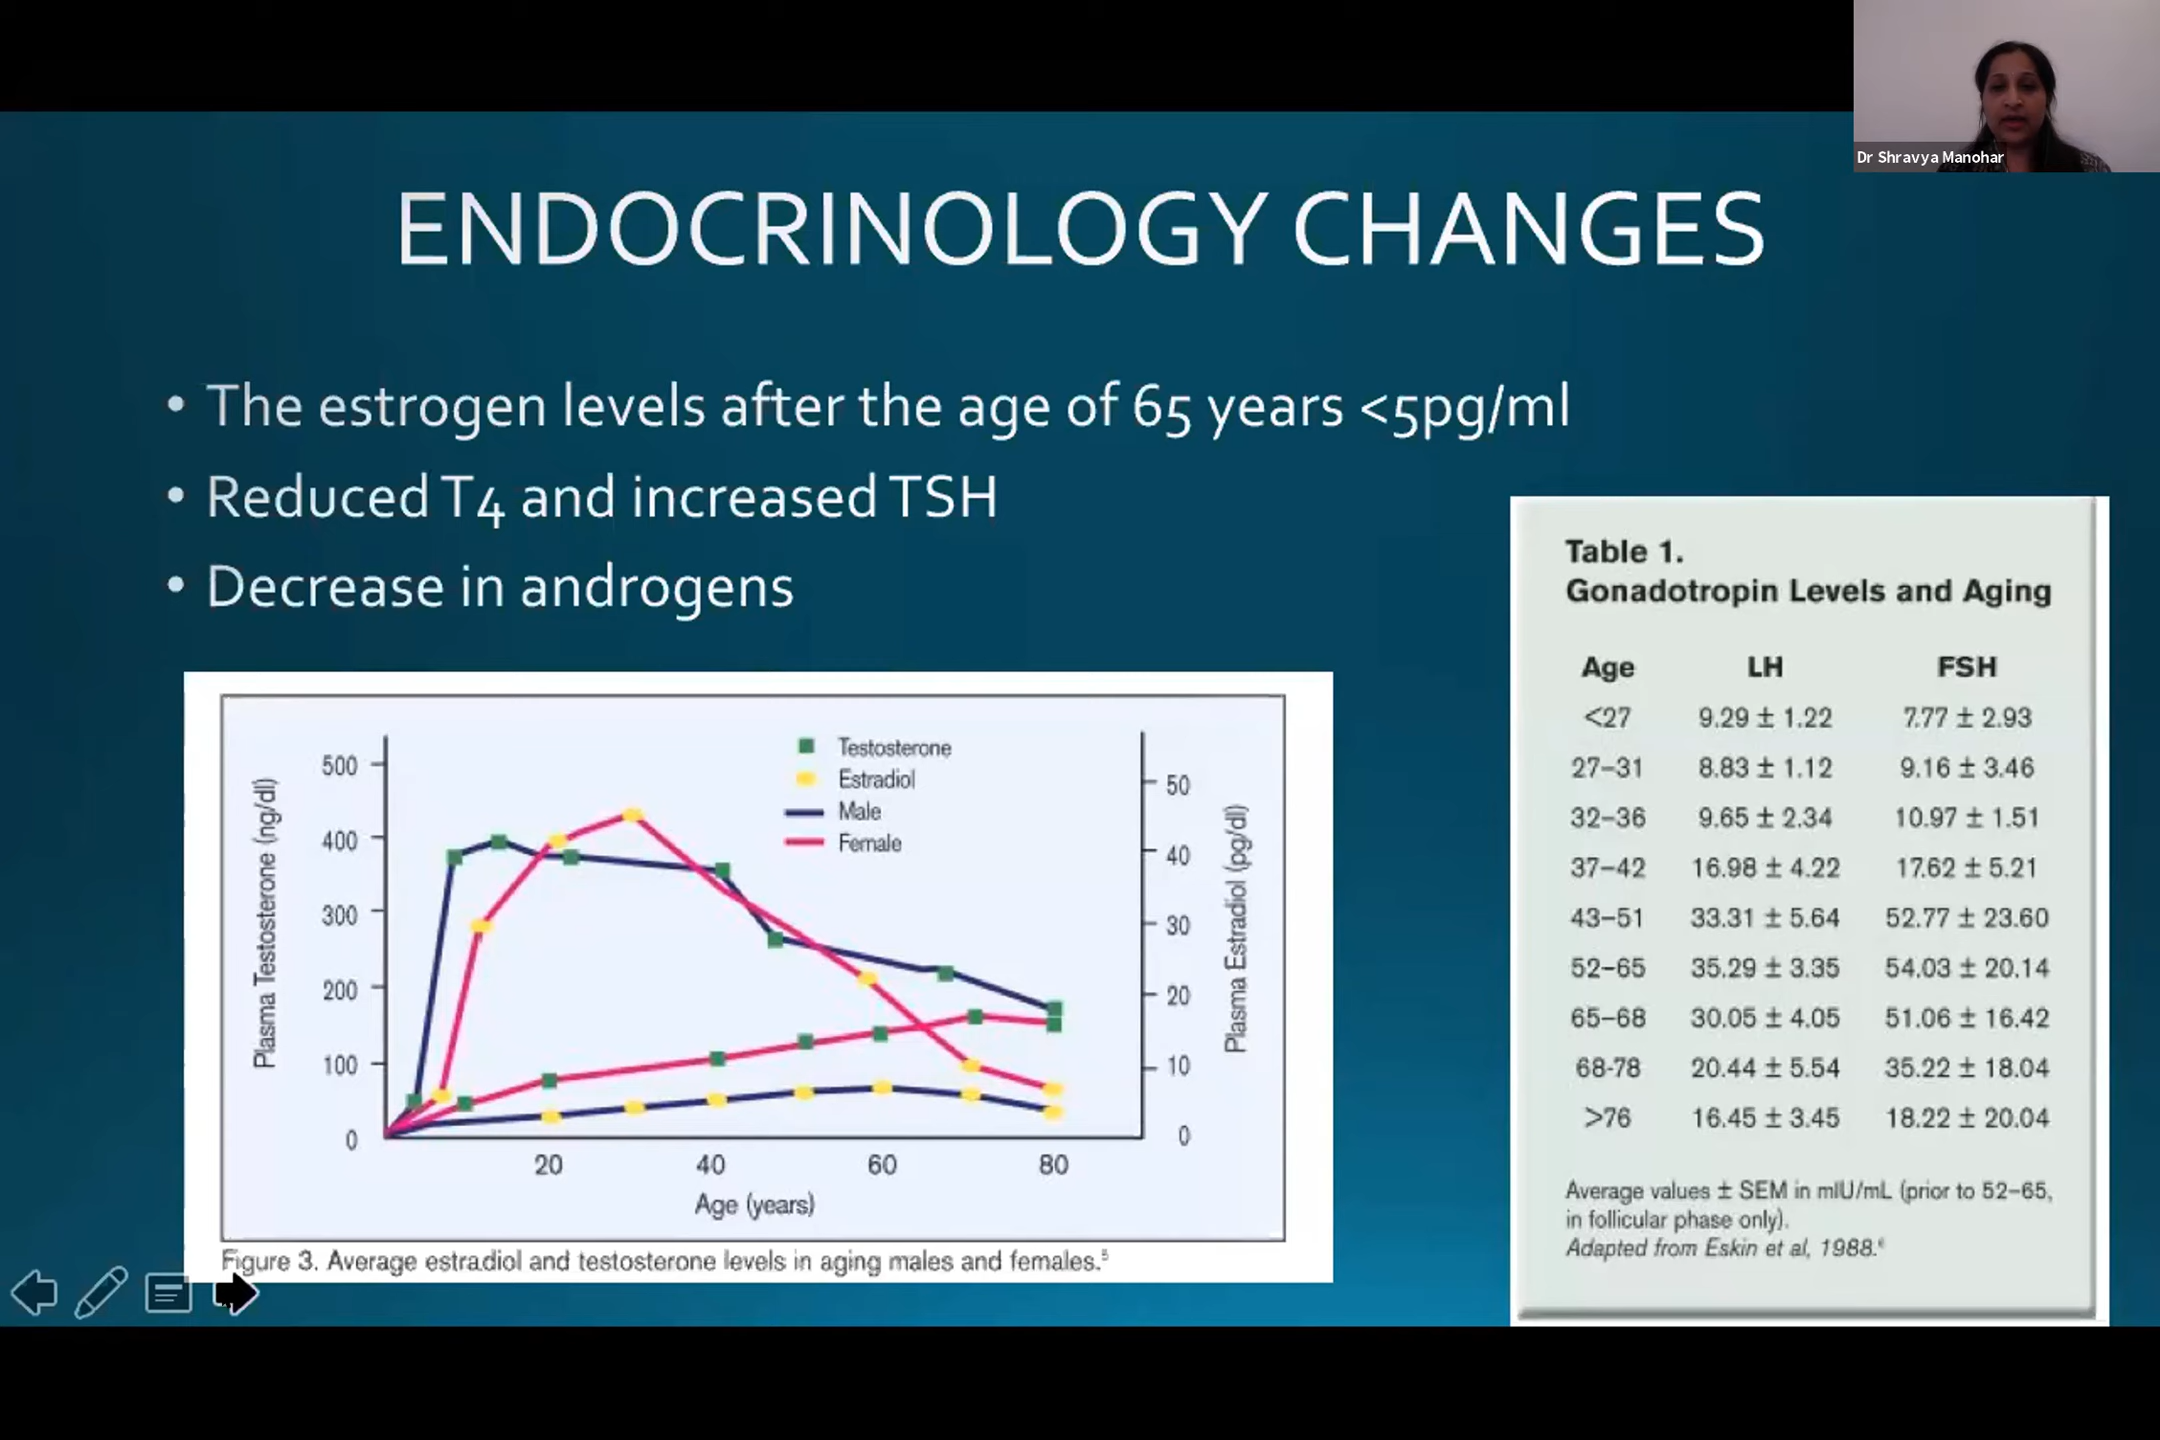 Dr Shravya Manohar
ENDOCRINOLOGY CHANGES
• The estrogen levels after the age of 65 years <5pg/ml
• Reduced T4 and increased TSH
• Decrease in androgens
Plasma Testosterone (ng/dl)
500
400
300
200
100
0
Testosterone
Estradiol
Male
Female
50
40
30
20
10
0
Plasma Estradiol (pg/dl)
20 40 60 80
Age (years)
Figure 3. Average estradiol and testosterone levels in aging males and females.⁵
Table 1.
Gonadotropin Levels and Aging
Age LH FSH
<27 9.29 ± 1.22 7.77 ± 2.93
27–31 8.83 ± 1.12 9.16 ± 3.46
32–36 9.65 ± 2.34 10.97 ± 1.51
37–42 16.98 ± 4.22 17.62 ± 5.21
43–51 33.31 ± 5.64 52.77 ± 23.60
52–65 35.29 ± 3.35 54.03 ± 20.14
65–68 30.05 ± 4.05 51.06 ± 16.42
68-78 20.44 ± 5.54 35.22 ± 18.04
>76 16.45 ± 3.45 18.22 ± 20.04
Average values ± SEM in mIU/mL (prior to 52–65,
in follicular phase only).
Adapted from Eskin et al, 1988.